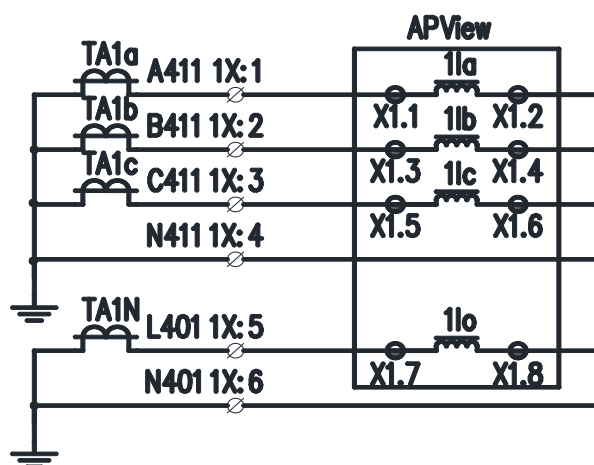 APView
TA1a A411 1X:1 1Ia
X1.1 X1.2
TA1b B411 1X:2 1Ib
X1.3 X1.4
TA1c C411 1X:3 1Ic
X1.5 X1.6
N411 1X:4
TA1N L401 1X:5 1Io
X1.7 X1.8
N401 1X:6